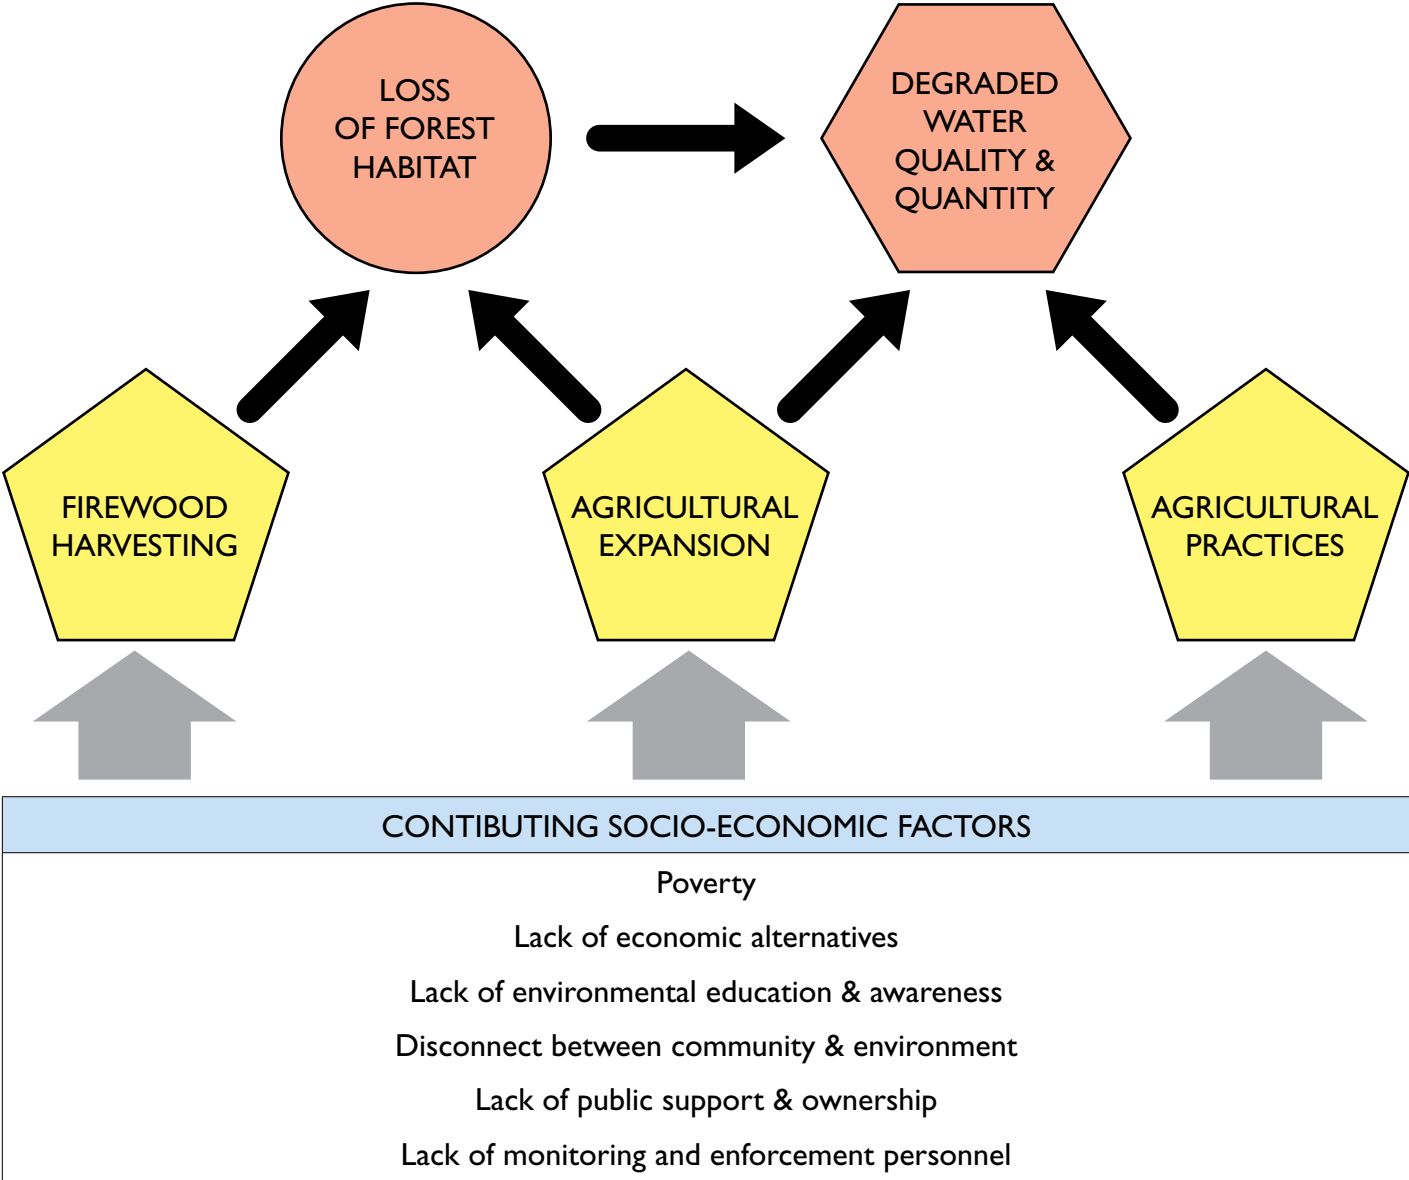 LOSS
OF FOREST
HABITAT
DEGRADED
WATER
QUALITY &
QUANTITY
FIREWOOD
HARVESTING
AGRICULTURAL
EXPANSION
AGRICULTURAL
PRACTICES
CONTIBUTING SOCIO-ECONOMIC FACTORS
Poverty
Lack of economic alternatives
Lack of environmental education & awareness
Disconnect between community & environment
Lack of public support & ownership
Lack of monitoring and enforcement personnel